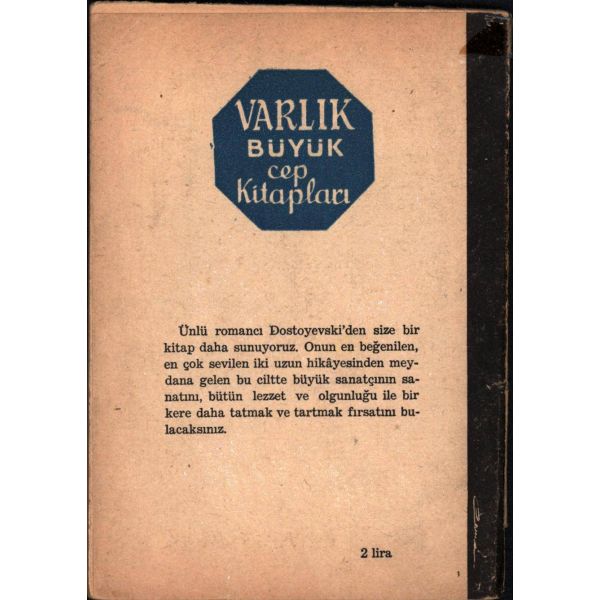 VARLIK
BÜYÜK
cep
Kitapları
Ünlü romancı Dostoyevski'den size bir
kitap daha sunuyoruz. Onun en beğenilen,
en çok sevilen iki uzun hikâyesinden mey-
dana gelen bu ciltte büyük sanatçının sa-
natını, bütün lezzet ve olgunluğu ile bir
kere daha tatmak ve tartmak fırsatını bu-
lacaksınız.
2 lira